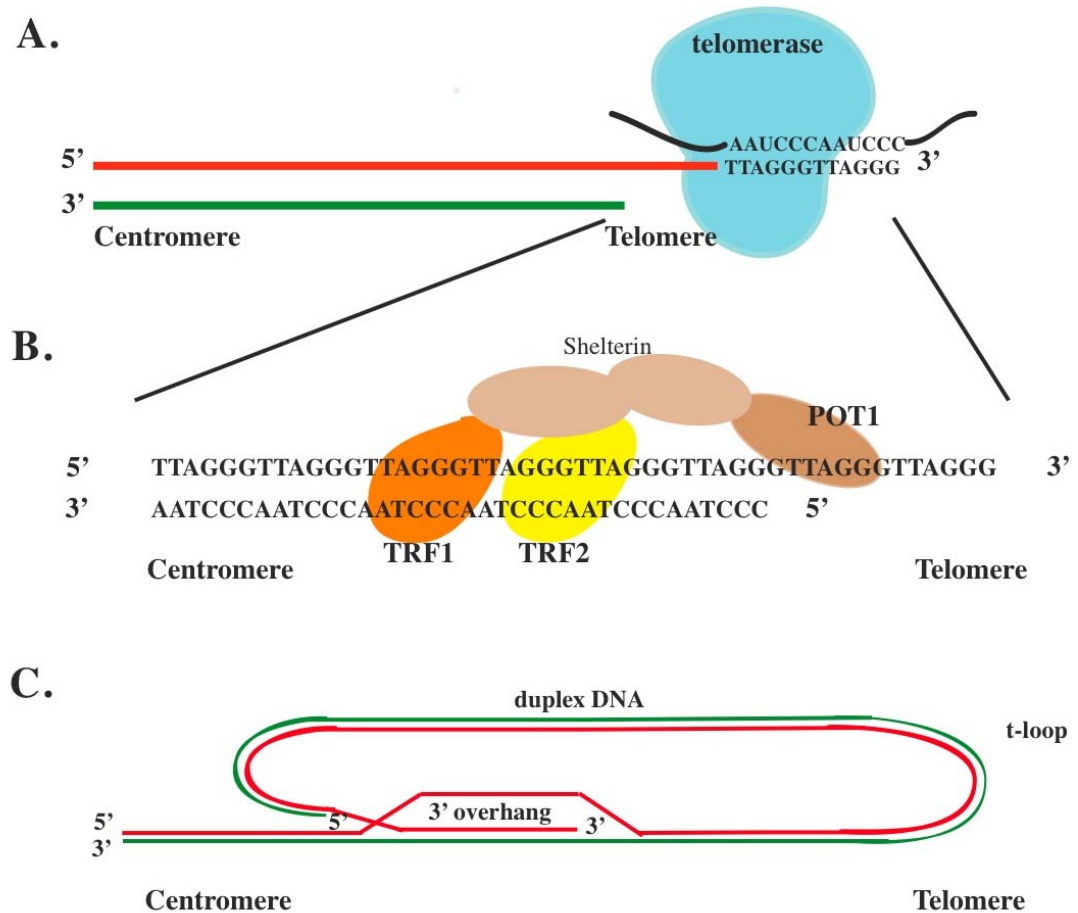 A.
telomerase
AAUCCCAAUCCC
5’ TTAGGGTTAGGG 3’
3’
Centromere Telomere
B.
Shelterin
POT1
5’ TTAGGGTTAGGGTTAGGGTTAGGGTTAGGGTTAGGGTTAGGGTTAGGG 3’
3’ AATCCCAATCCCAATCCCAATCCCAATCCCAATCCC 5’
TRF1 TRF2
Centromere Telomere
C.
duplex DNA
t-loop
3’ overhang
5’ 5’ 3’
3’
Centromere Telomere